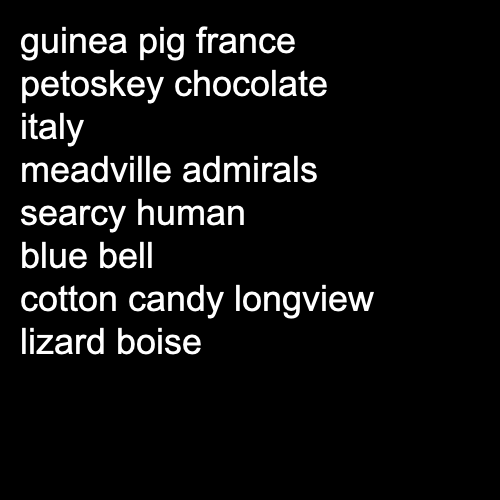 guinea pig france
petoskey chocolate
italy
meadville admirals
searcy human
blue bell
cotton candy longview
lizard boise